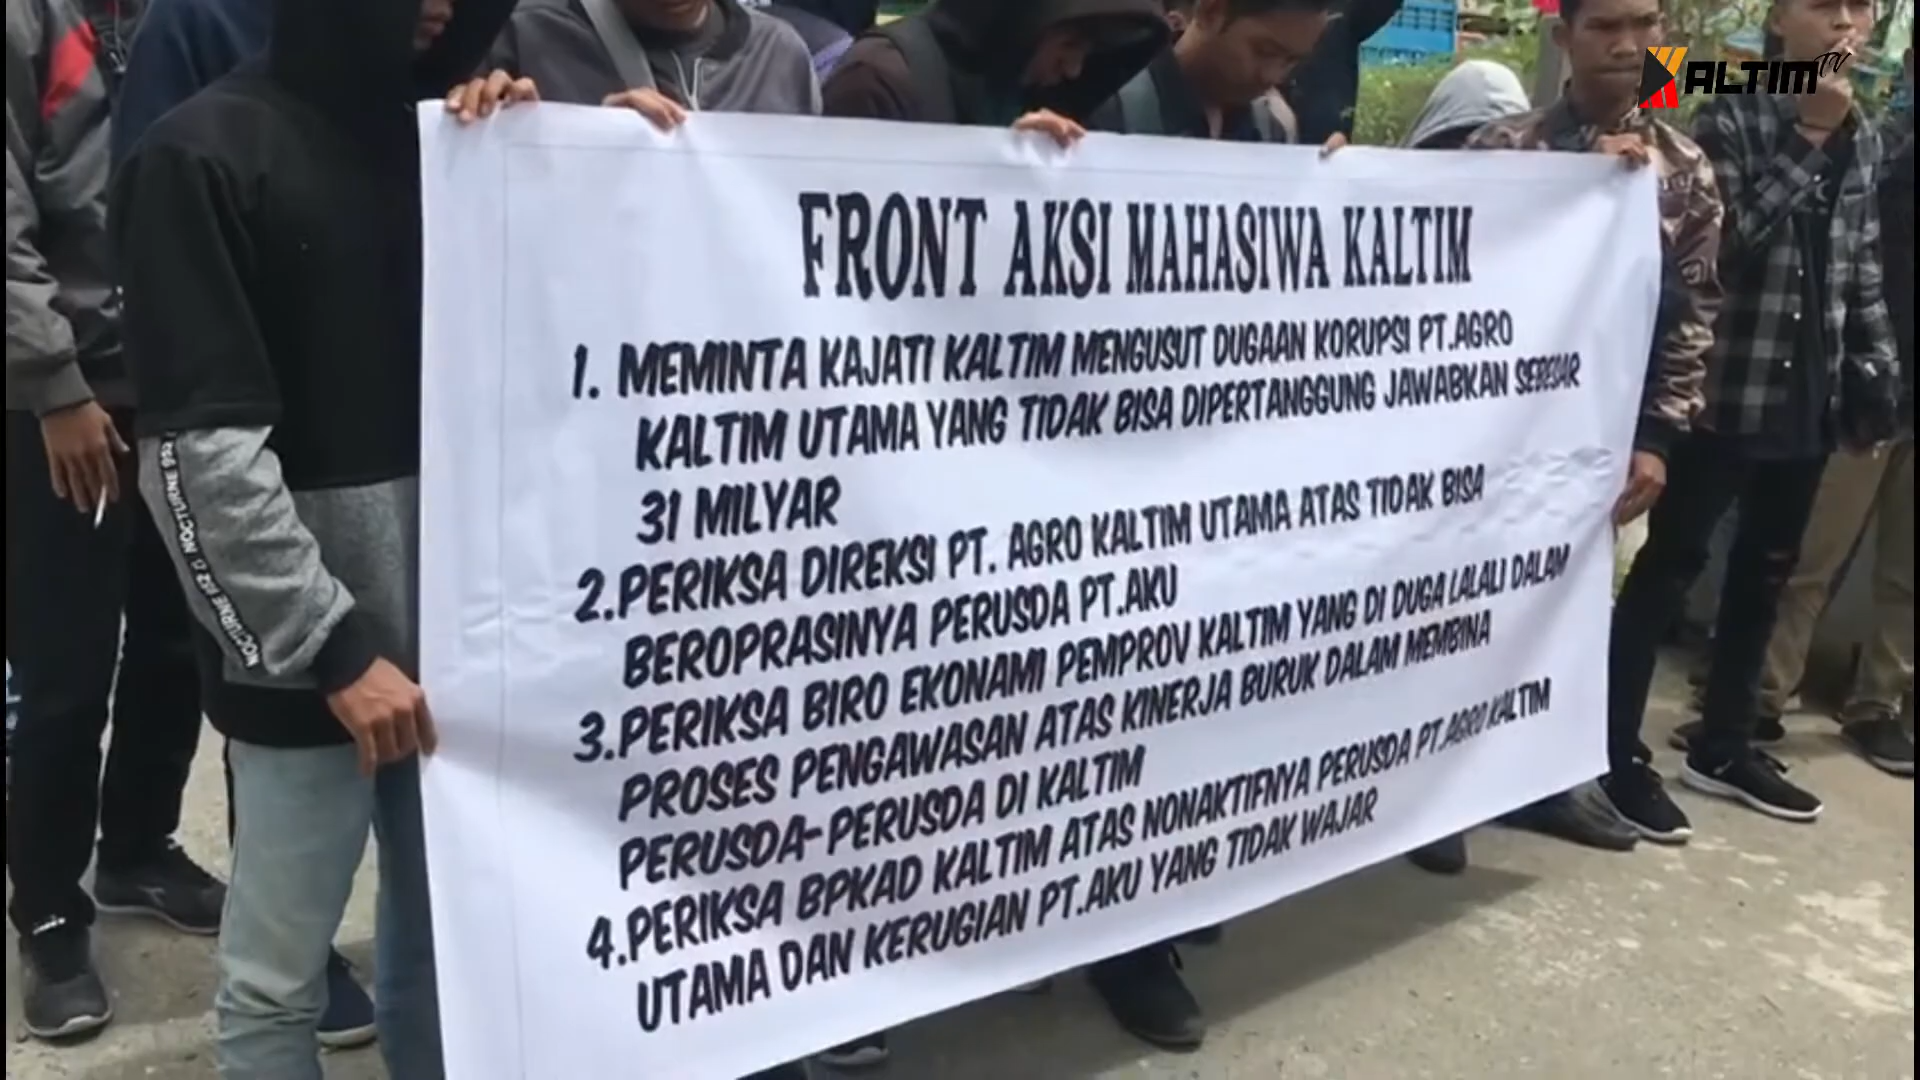 KALTIM TV
FRONT AKSI MAHASIWA KALTIM
1. MEMINTA KAJATI KALTIM MENGUSUT DUGAAN KORUPSI PT.AGRO
KALTIM UTAMA YANG TIDAK BISA DIPERTANGGUNG JAWABKAN SEBESAR
31 MILYAR
2.PERIKSA DIREKSI PT. AGRO KALTIM UTAMA ATAS TIDAK BISA
BEROPRASINYA PERUSDA PT.AKU
3.PERIKSA BIRO EKONAMI PEMPROV KALTIM YANG DI DUGA LALALI DALAM
PROSES PENGAWASAN ATAS KINERJA BURUK DALAM MEMBINA
PERUSDA-PERUSDA DI KALTIM
4.PERIKSA BPKAD KALTIM ATAS NONAKTIFNYA PERUSDA PT.AGRO KALTIM
UTAMA DAN KERUGIAN PT.AKU YANG TIDAK WAJAR
NOCTURNE
NOCTURNE